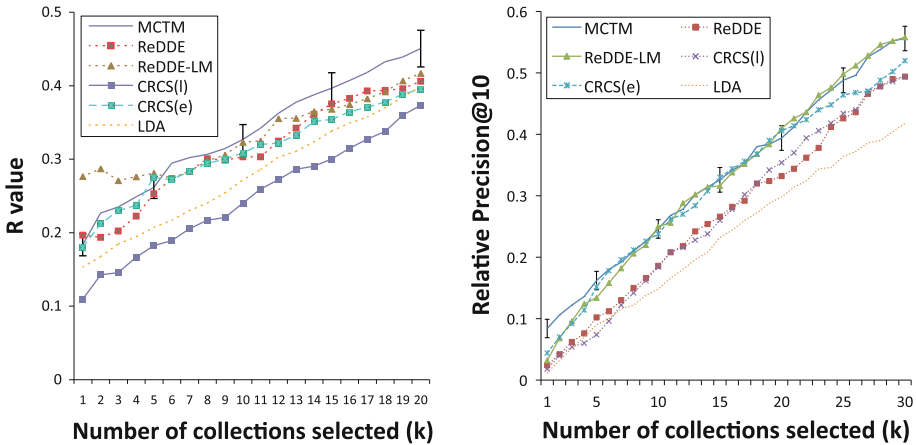 0.5
0.4
0.3
0.2
0.1
0
R value
MCTM
ReDDE
ReDDE-LM
CRCS(l)
CRCS(e)
LDA
1 2 3 4 5 6 7 8 9 10 11 12 13 14 15 16 17 18 19 20
Number of collections selected (k)
0.6
0.5
0.4
0.3
0.2
0.1
0
Relative Precision@10
MCTM ReDDE
ReDDE-LM CRCS(l)
CRCS(e) LDA
1 5 10 15 20 25 30
Number of collections selected (k)